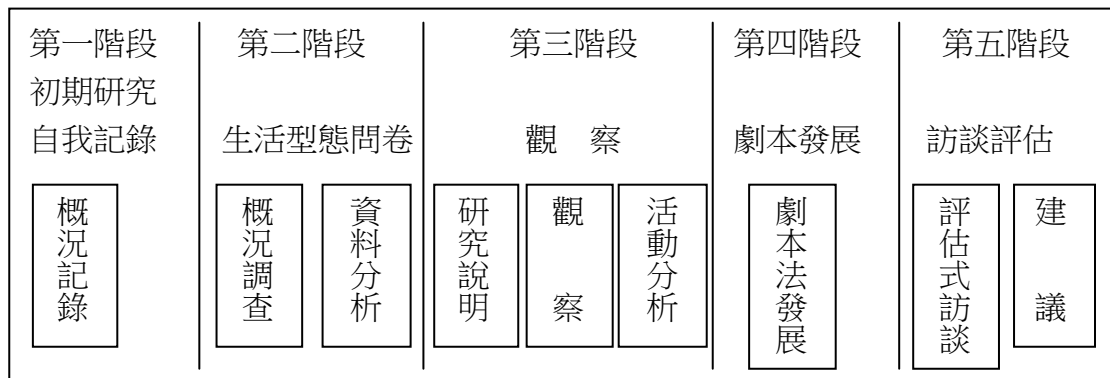 第一階段
初期研究
自我記錄
概況記錄
第二階段
生活型態問卷
概況調查
資料分析
第三階段
觀 察
研究說明
觀 察
活動分析
第四階段
劇本發展
劇本法發展
第五階段
訪談評估
評估式訪談
建 議